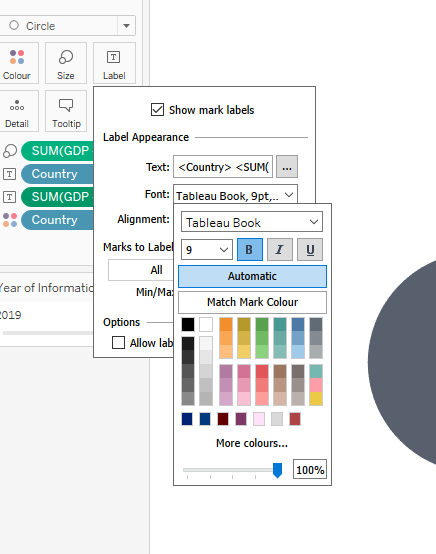 Circle
Colour
Size
Label
Detail
Tooltip
SUM(GDP
Country
SUM(GDP
Country
Year of Informati
2019
Show mark labels
Label Appearance
Text: <Country> <SUM( ...
Font: Tableau Book, 9pt,...
Alignment:
Marks to Label
All
Min/Ma
Options
Allow lab
Tableau Book
9 B I U
Automatic
Match Mark Colour
More colours...
100%